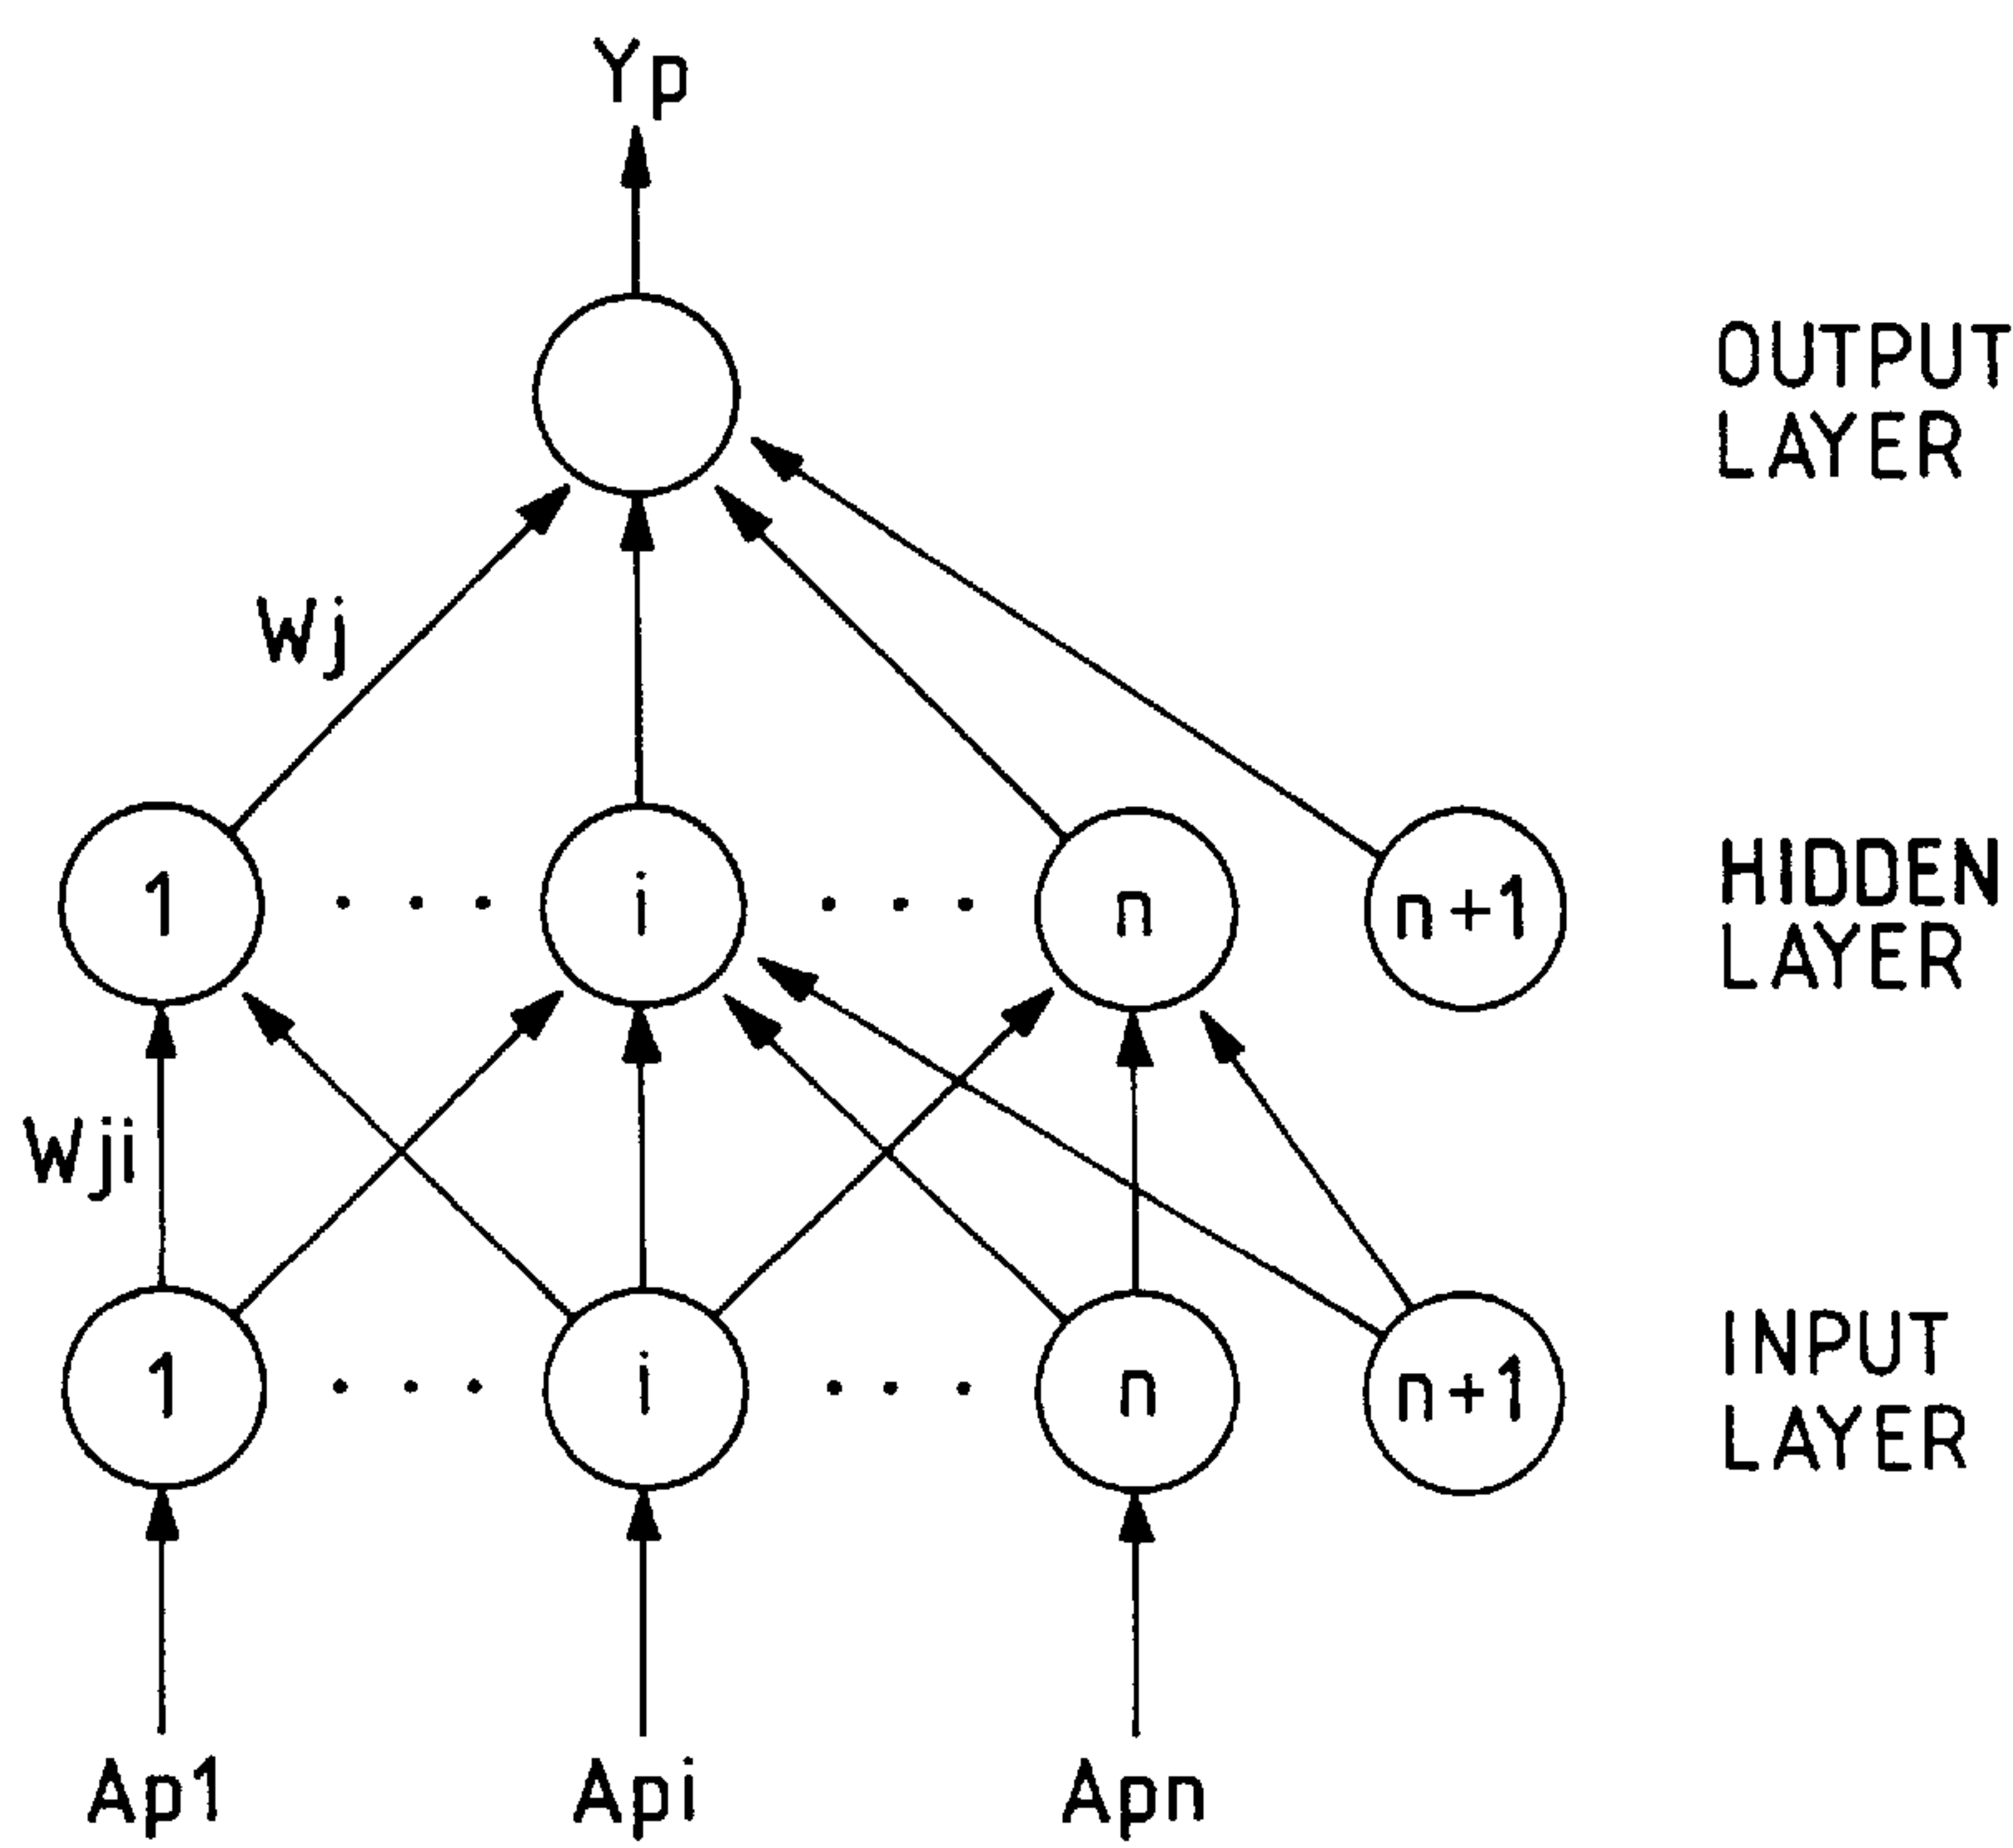 Yp
OUTPUT
LAYER
Wj
1 . . . i . . . n n+1
HIDDEN
LAYER
Wji
1 . . . i . . . n n+1
INPUT
LAYER
Ap1 Api Apn